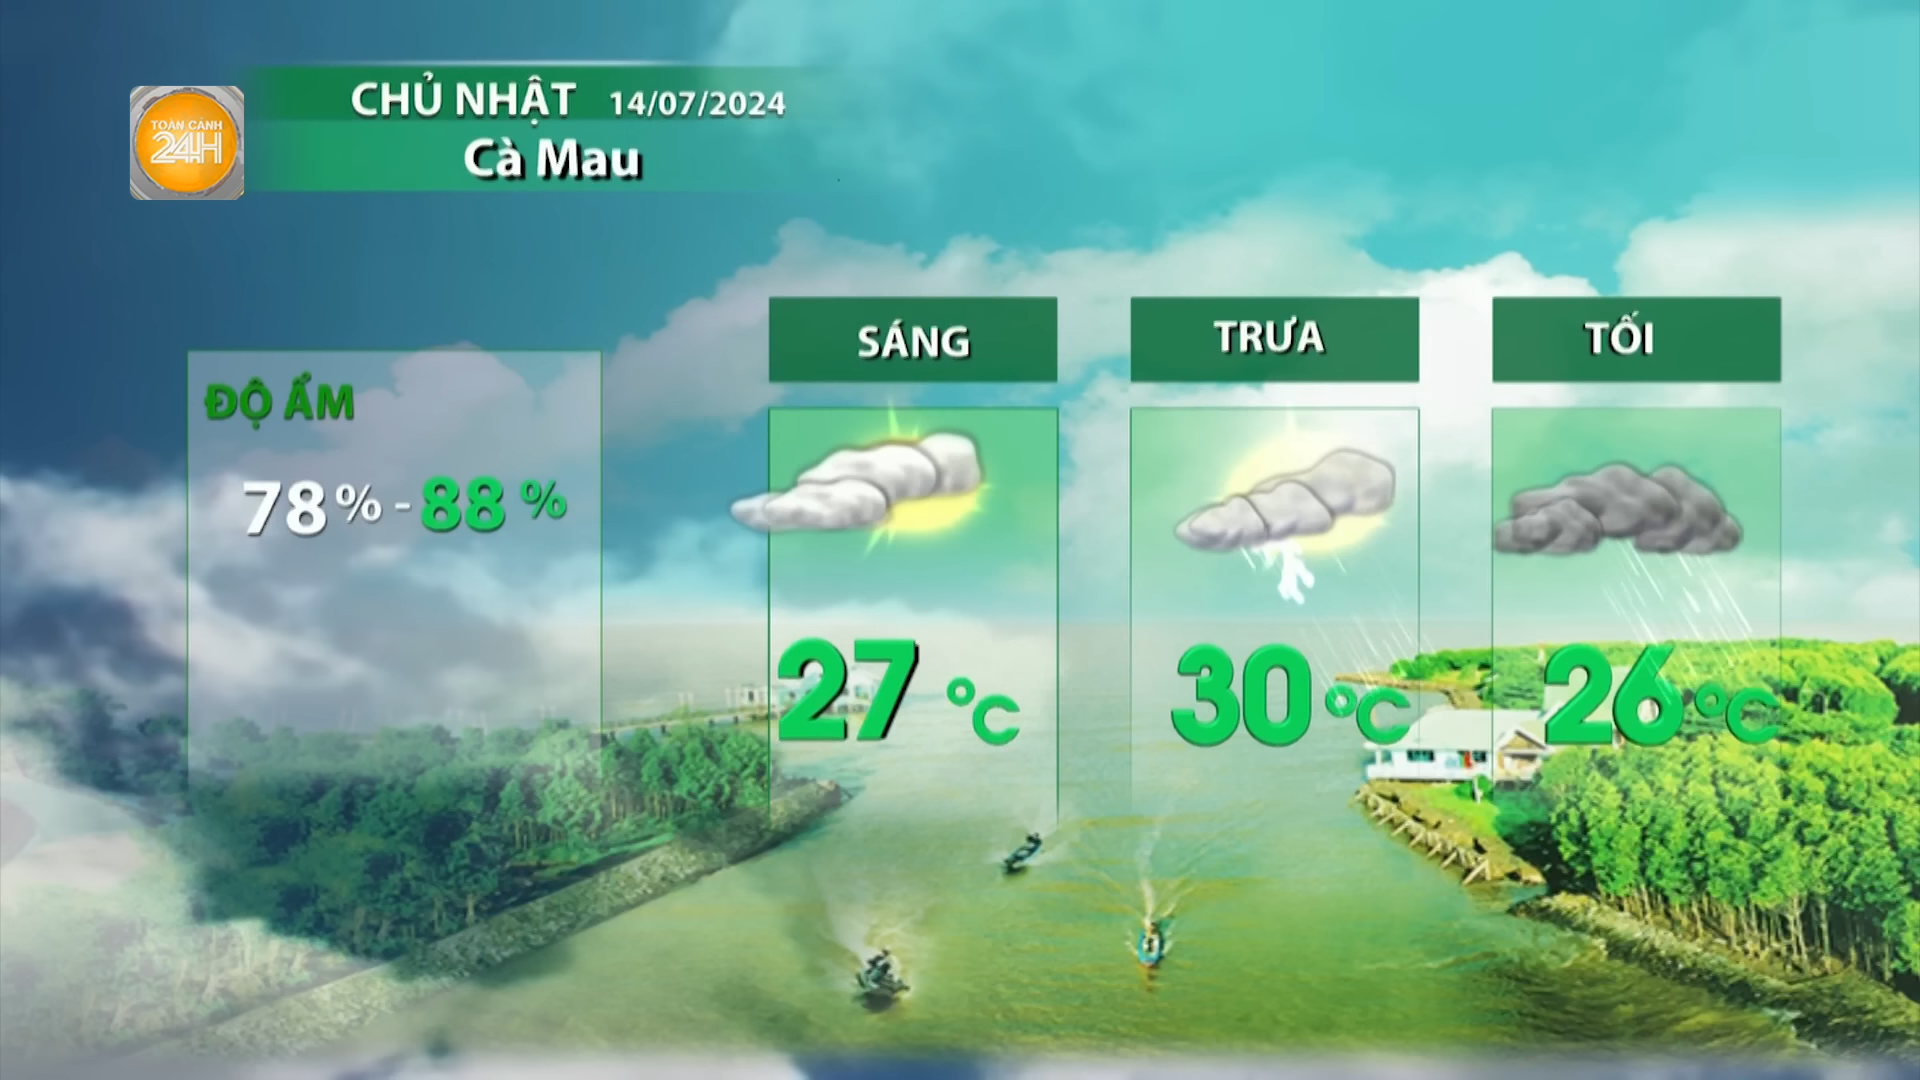 TOÀN CẢNH
24H
CHỦ NHẬT 14/07/2024
Cà Mau
ĐỘ ẨM
78% - 88%
SÁNG
27°C
TRƯA
30°C
TỐI
26°C